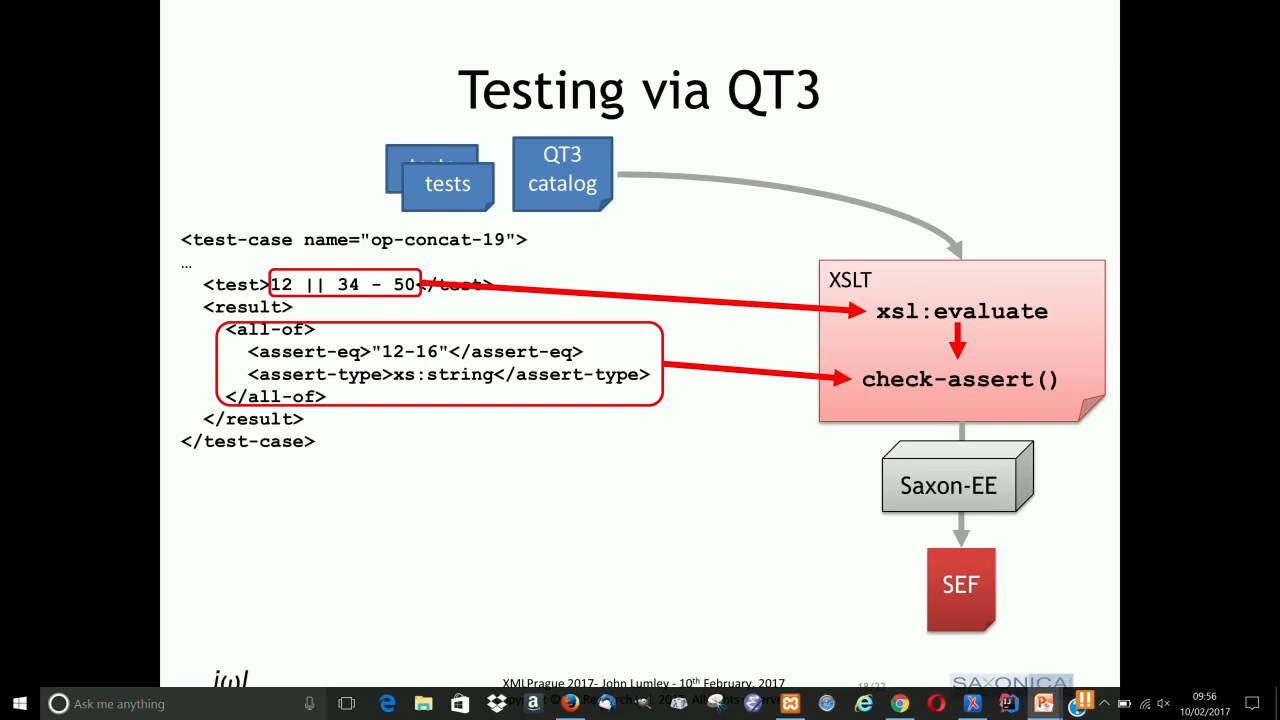 Testing via QT3
QT3
catalog
tests
<test-case name="op-concat-19">
…
<test>12 || 34 - 50</test>
<result>
<all-of>
<assert-eq>"12-16"</assert-eq>
<assert-type>xs:string</assert-type>
</all-of>
</result>
</test-case>
XSLT
xsl:evaluate
check-assert()
Saxon-EE
SEF
jωl
XMLPrague 2017- John Lumley - 10th February, 2017
18/22
SAXONICA
Ask me anything
09:56
10/02/2017